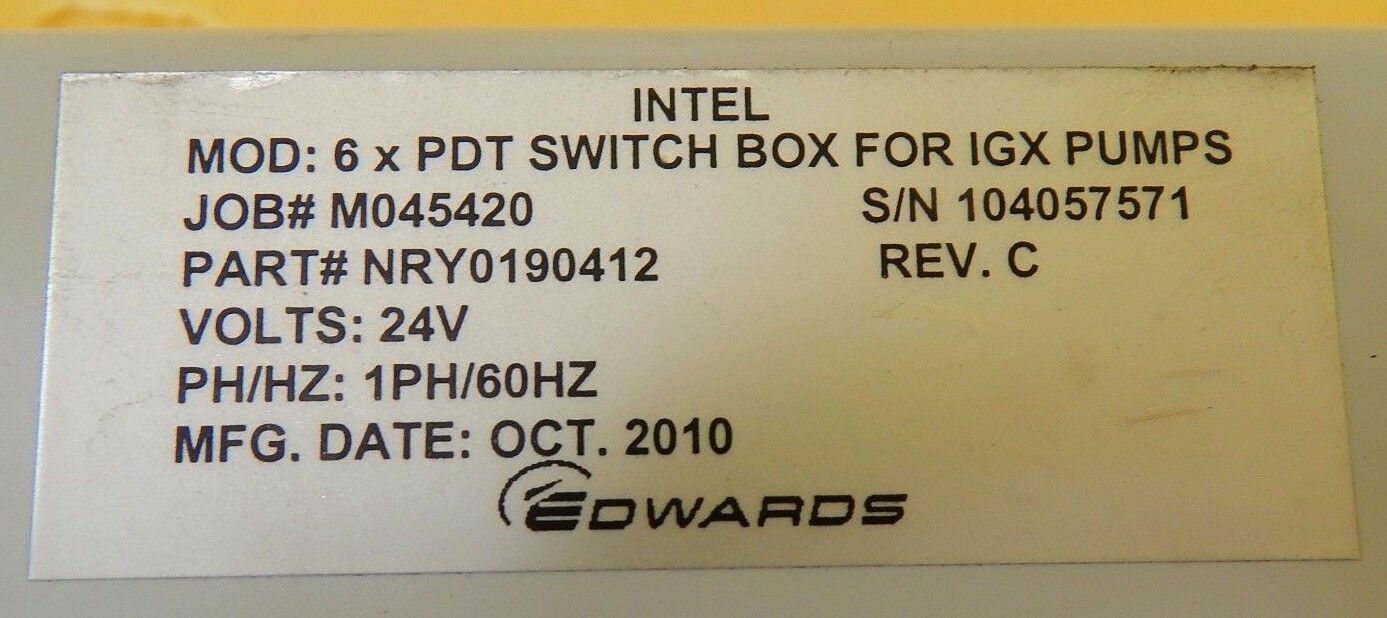 INTEL
MOD: 6 x PDT SWITCH BOX FOR IGX PUMPS
JOB# M045420 S/N 104057571
PART# NRY0190412 REV. C
VOLTS: 24V
PH/HZ: 1PH/60HZ
MFG. DATE: OCT. 2010
EDWARDS